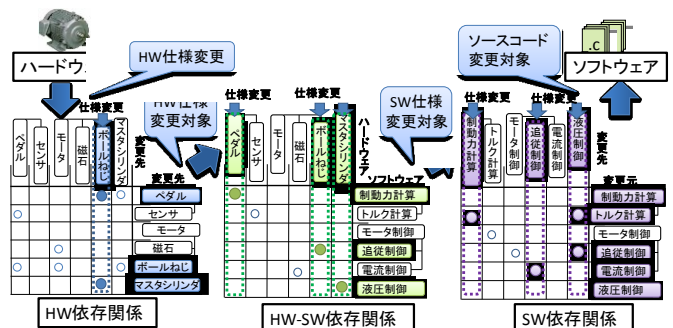 ハードウ
HW仕様変更
ソースコード
変更対象
.C
ソフトウェア
仕様変更
HW仕様
変更対象
仕様変更
SW仕様
変更対象
仕様変更
仕様変更
ペダル
センサ
モータ
磁石
ボールねじ
マスタシリンダ
変更先
変更先
ペダル
センサ
モータ
磁石
ボールねじ
マスタシリンダ
HW依存関係
ペダル
センサ
モータ
磁石
ボールねじ
マスタシリンダ
ハードウェア
ソフトウェア
制動力計算
トルク計算
モータ制御
追従制御
電流制御
液圧制御
HW-SW依存関係
制動力計算
トルク計算
モータ制御
追従制御
電流制御
液圧制御
変更先
変更元
制動力計算
トルク計算
モータ制御
追従制御
電流制御
液圧制御
SW依存関係